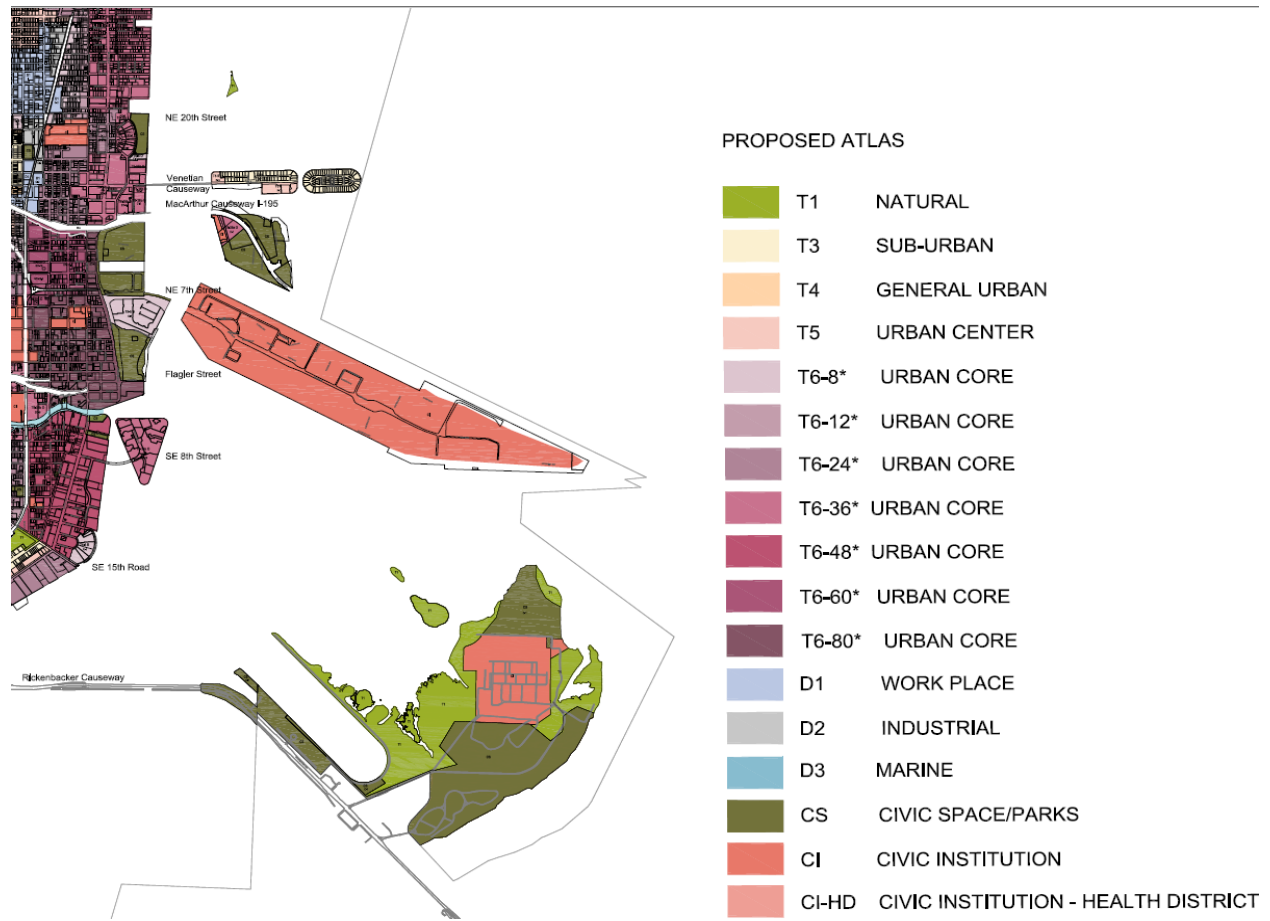 NE 20th Street
Venetian
Causeway
MacArthur Causeway I-195
NE 7th Street
Flagler Street
SE 8th Street
SE 15th Road
Rickenbacker Causeway
PROPOSED ATLAS
T1 NATURAL
T3 SUB-URBAN
T4 GENERAL URBAN
T5 URBAN CENTER
T6-8* URBAN CORE
T6-12* URBAN CORE
T6-24* URBAN CORE
T6-36* URBAN CORE
T6-48* URBAN CORE
T6-60* URBAN CORE
T6-80* URBAN CORE
D1 WORK PLACE
D2 INDUSTRIAL
D3 MARINE
CS CIVIC SPACE/PARKS
CI CIVIC INSTITUTION
CI-HD CIVIC INSTITUTION - HEALTH DISTRICT